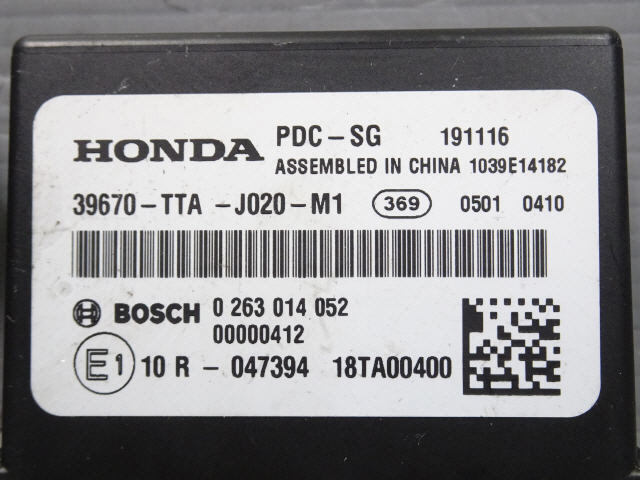 HONDA PDC-SG 191116
ASSEMBLED IN CHINA 1039E14182
39670-TTA -J020-M1 369 0501 0410
BOSCH 0 263 014 052
00000412
E1 10 R - 047394 18TA00400